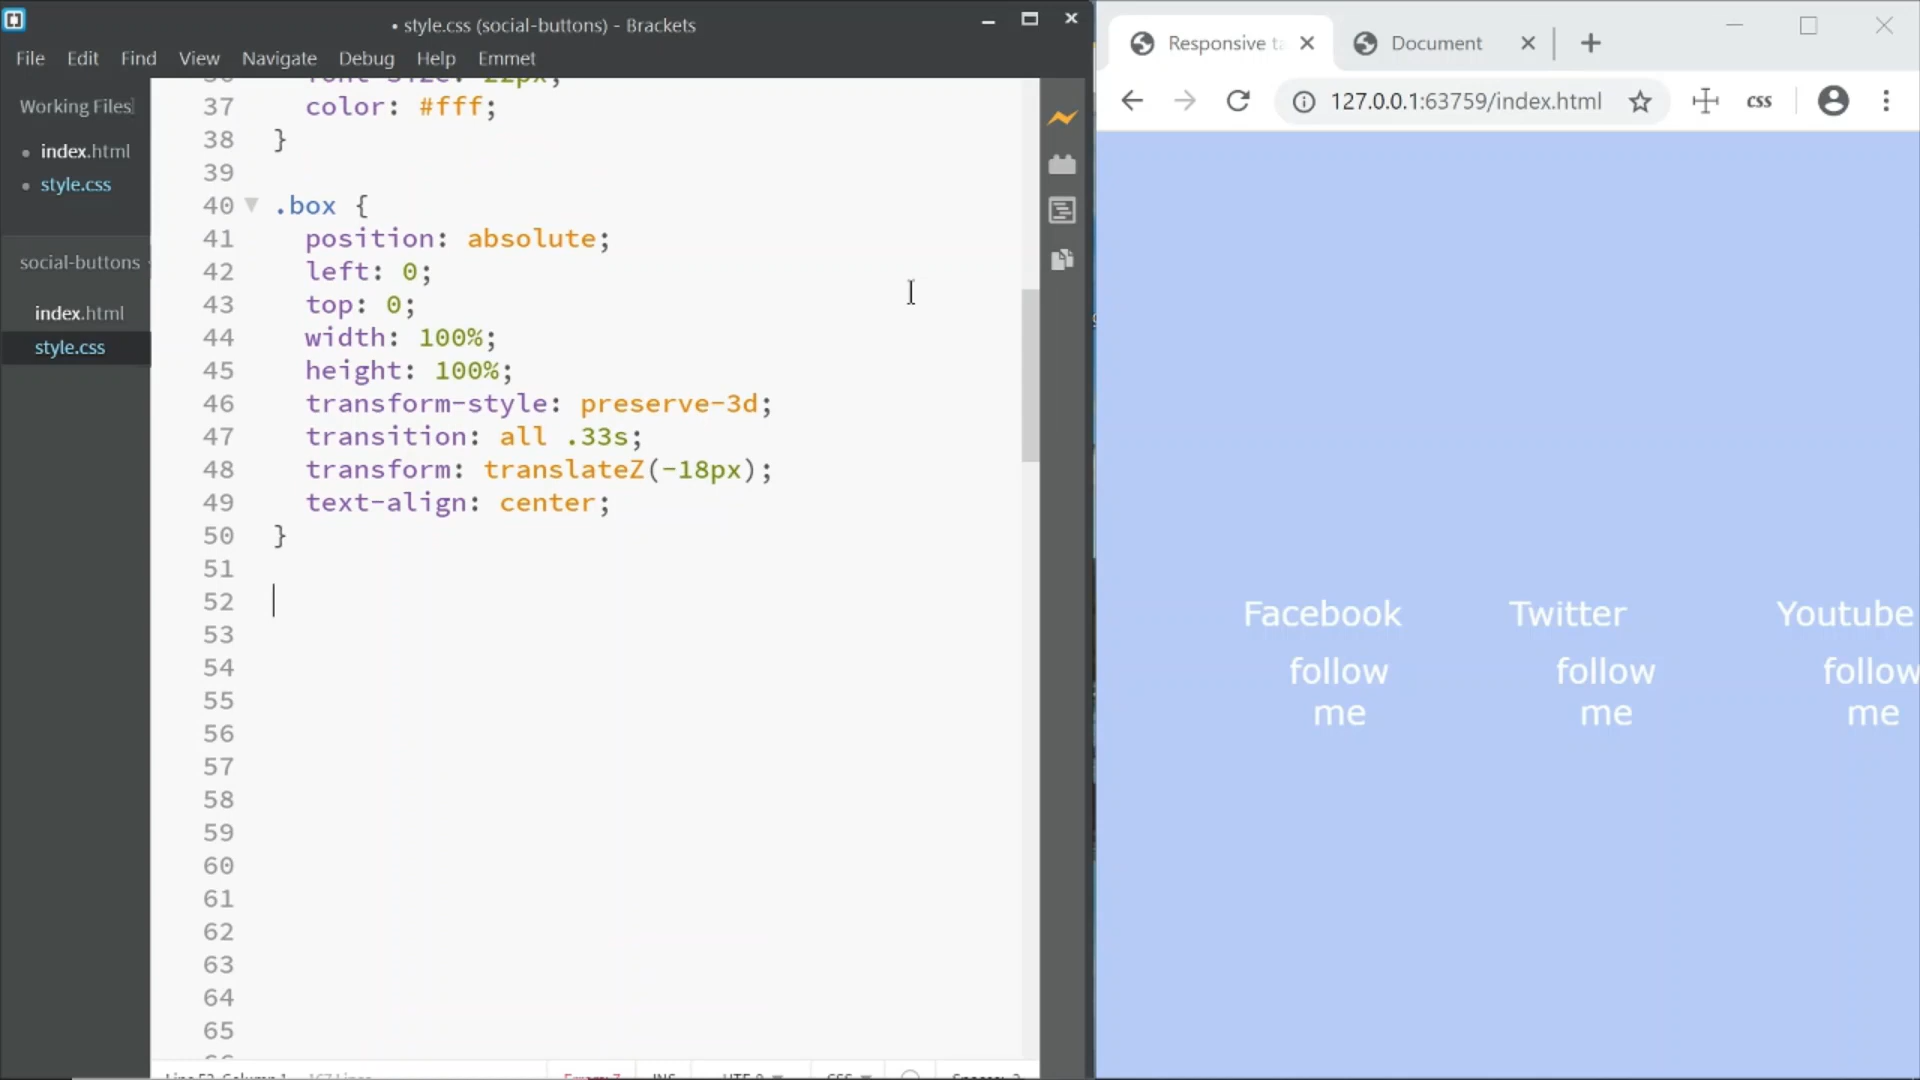 • style.css (social-buttons) - Brackets
File Edit Find View Navigate Debug Help Emmet
Working Files
index.html
style.css
social-buttons
index.html
style.css
37 color: #fff;
38 }
39
40 .box {
41 position: absolute;
42 left: 0;
43 top: 0;
44 width: 100%;
45 height: 100%;
46 transform-style: preserve-3d;
47 transition: all .33s;
48 transform: translateZ(-18px);
49 text-align: center;
50 }
51
52
53
54
55
56
57
58
59
60
61
62
63
64
65
Responsive ta
Document
127.0.0.1:63759/index.html
css
Facebook Twitter Youtube
follow follow follow
me me me